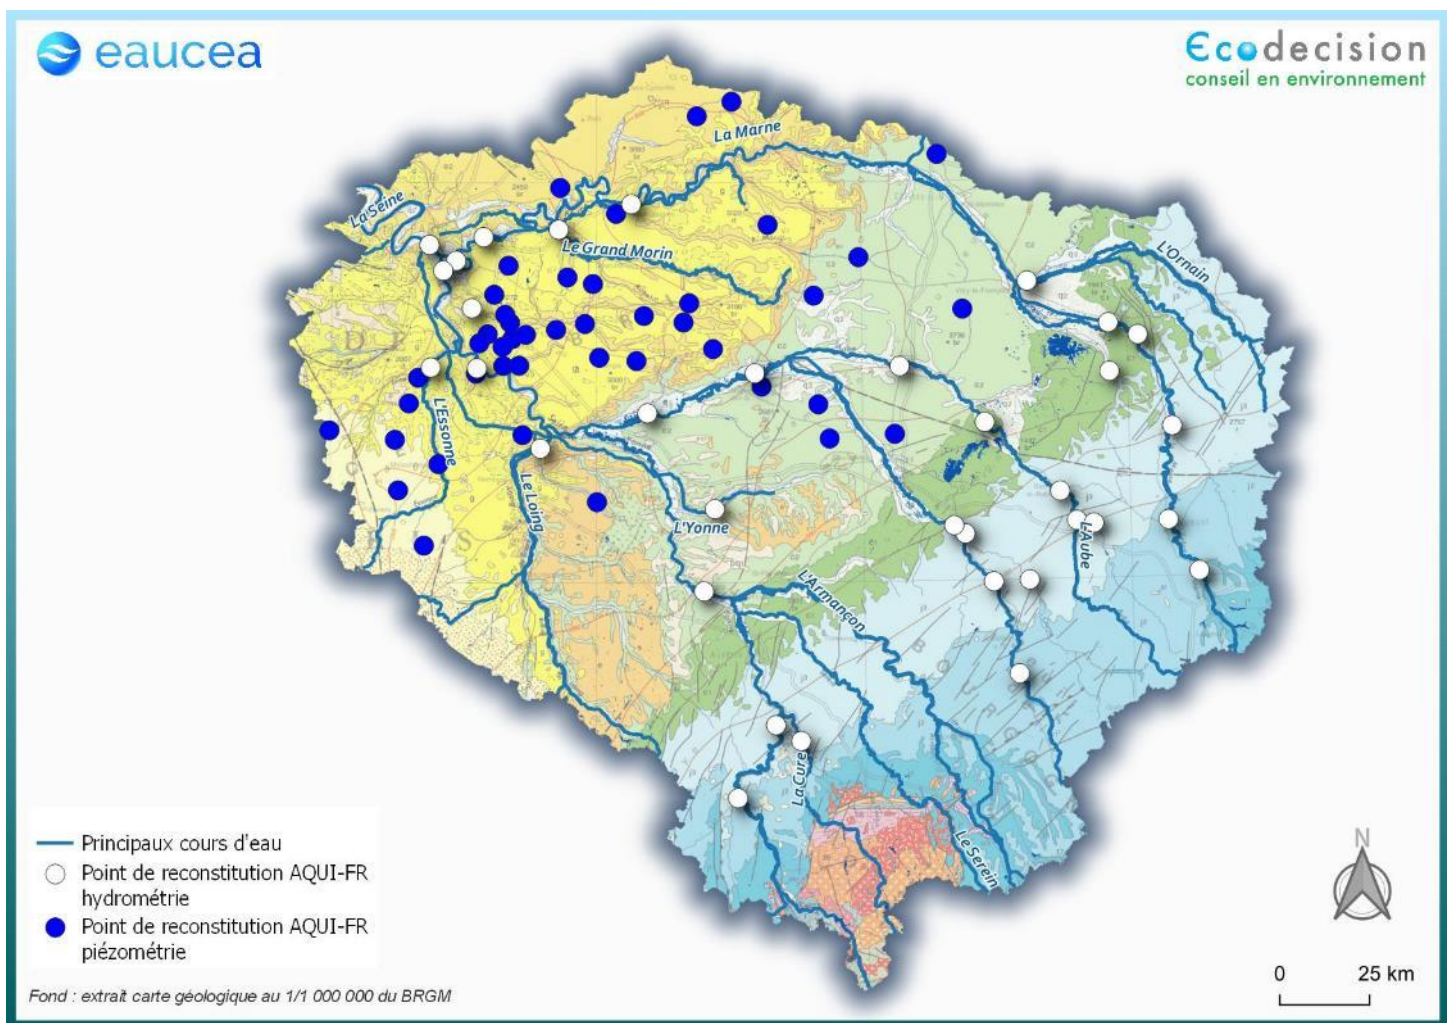 eaucea
Ecodecision
conseil en environnement
La Marne
La Seine
Le Grand Morin
L'Ornain
L'Essonne
Le Loing
L'Yonne
L'Aube
L'Armançon
La Cure
Le Serein
Principaux cours d'eau
Point de reconstitution AQUI-FR
hydrométrie
Point de reconstitution AQUI-FR
piézométrie
Fond : extrait carte géologique au 1/1 000 000 du BRGM
N
0 25 km